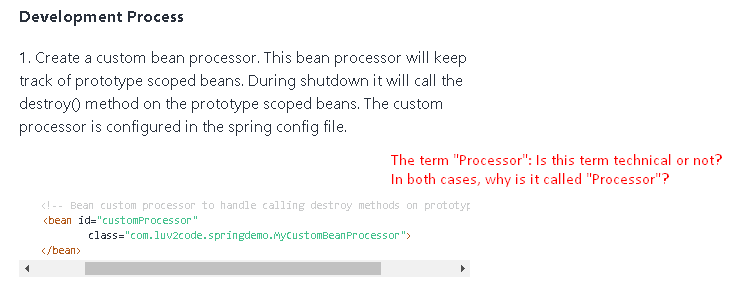 Development Process
1. Create a custom bean processor. This bean processor will keep
track of prototype scoped beans. During shutdown it will call the
destroy() method on the prototype scoped beans. The custom
processor is configured in the spring config file.
The term "Processor": Is this term technical or not?
In both cases, why is it called "Processor"?
<!-- Bean custom processor to handle calling destroy methods on prototyp
<bean id="customProcessor"
class="com.luv2code.springdemo.MyCustomBeanProcessor">
</bean>